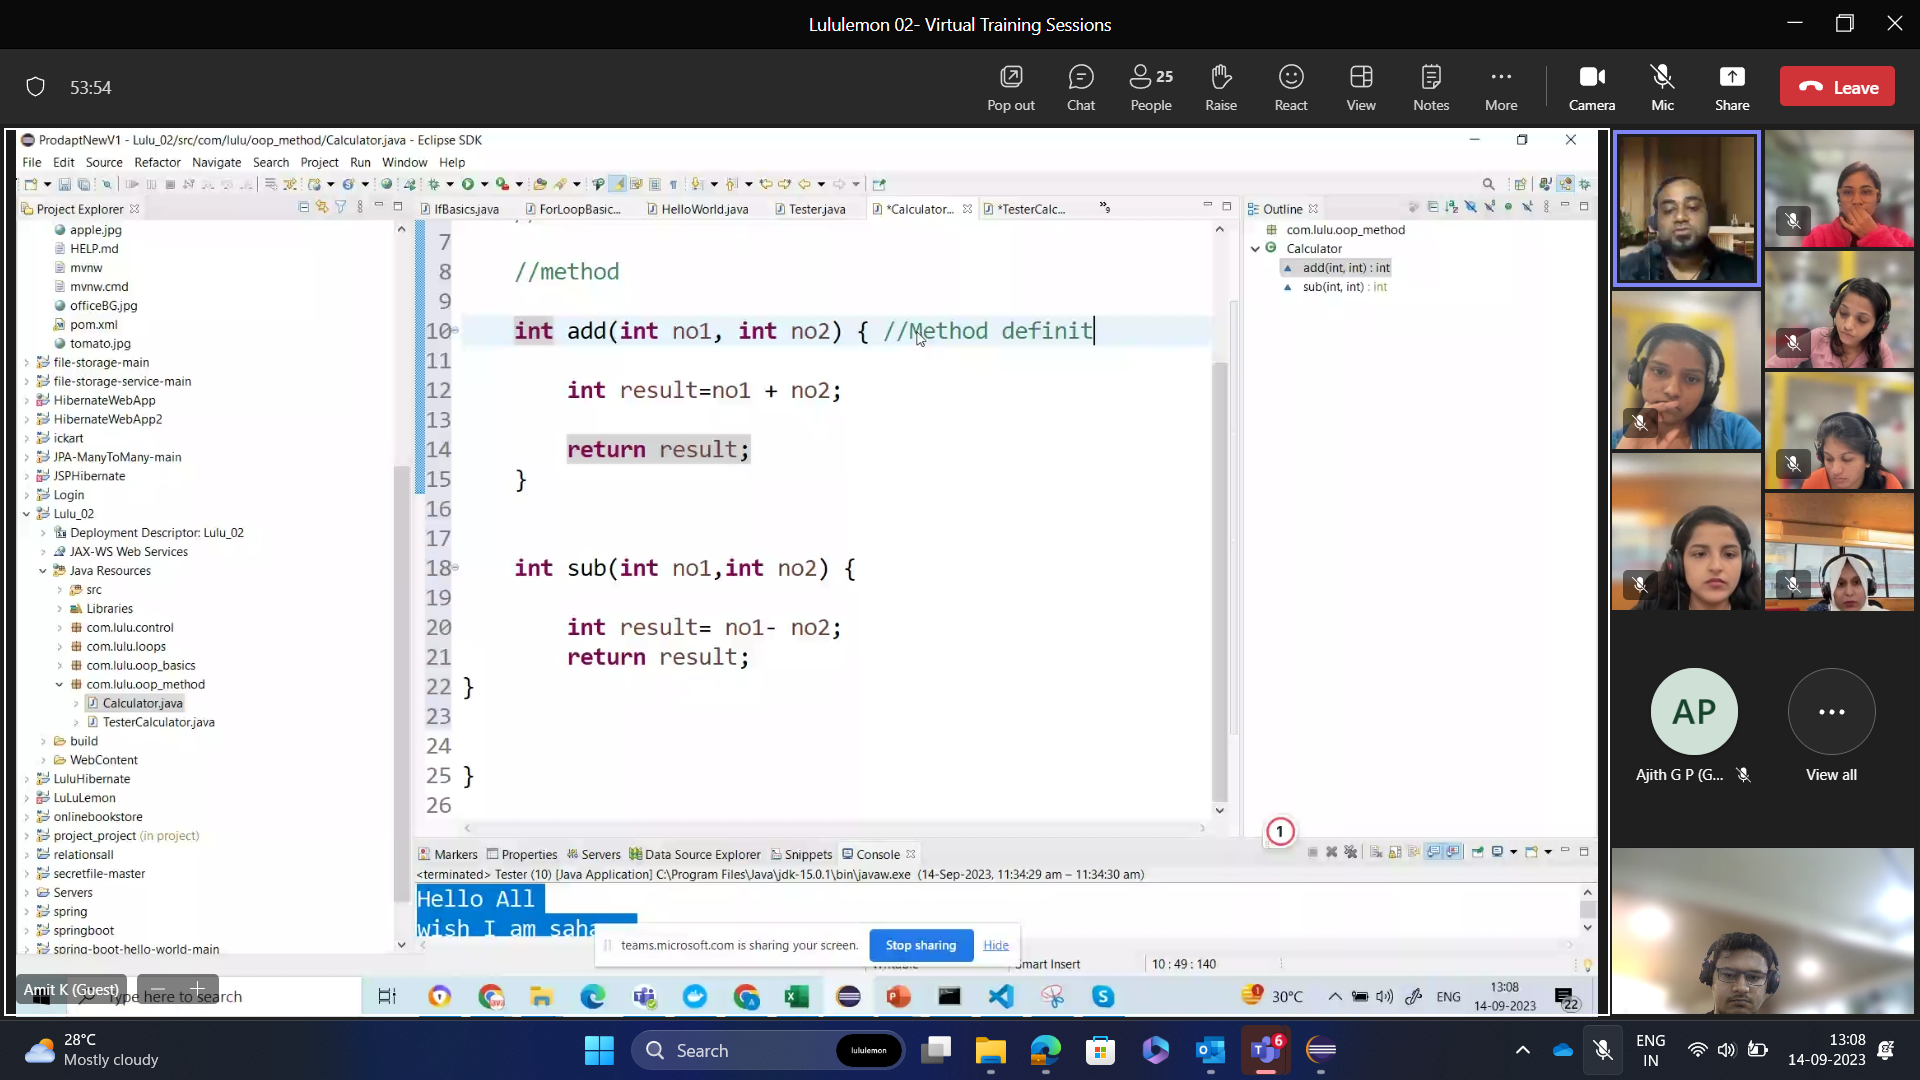 Lululemon 02- Virtual Training Sessions
53:54
Pop out
Chat
25
People
Raise
React
View
Notes
More
Camera
Mic
Share
Leave
ProdaptNewV1 - Lulu_02/src/com/lulu/oop_method/Calculator.java - Eclipse SDK
File Edit Source Refactor Navigate Search Project Run Window Help
Project Explorer
apple.jpg
HELP.md
mvnw
mvnw.cmd
officeBG.jpg
pom.xml
tomato.jpg
file-storage-main
file-storage-service-main
HibernateWebApp
HibernateWebApp2
ickart
JPA-ManyToMany-main
JSPHibernate
Login
Lulu_02
Deployment Descriptor: Lulu_02
JAX-WS Web Services
Java Resources
src
Libraries
com.lulu.control
com.lulu.loops
com.lulu.oop_basics
com.lulu.oop_method
Calculator.java
TesterCalculator.java
build
WebContent
LuluHibernate
LuLuLemon
onlinebookstore
project_project (in project)
relationsall
secretfile-master
Servers
spring
springboot
spring-boot-hello-world-main
IfBasics.java ForLoopBasic... HelloWorld.java Tester.java *Calculator... *TesterCalc... »9
7
8 //method
9
10 int add(int no1, int no2) { //Method definit
11
12 int result=no1 + no2;
13
14 return result;
15 }
16
17
18 int sub(int no1,int no2) {
19
20 int result= no1- no2;
21 return result;
22 }
23
24
25 }
26
Outline
com.lulu.oop_method
Calculator
add(int, int) : int
sub(int, int) : int
1
Markers Properties Servers Data Source Explorer Snippets Console
<terminated> Tester (10) [Java Application] C:\Program Files\Java\jdk-15.0.1\bin\javaw.exe (14-Sep-2023, 11:34:29 am – 11:34:30 am)
Hello All
wish I am saha
teams.microsoft.com is sharing your screen.
Stop sharing
Hide
Smart Insert
10 : 49 : 140
Amit K (Guest)
Type here to search
30°C
ENG
13:08
14-09-2023
22
AP
Ajith G P (G...
View all
28°C
Mostly cloudy
Search
lululemon
6
ENG
IN
13:08
14-09-2023